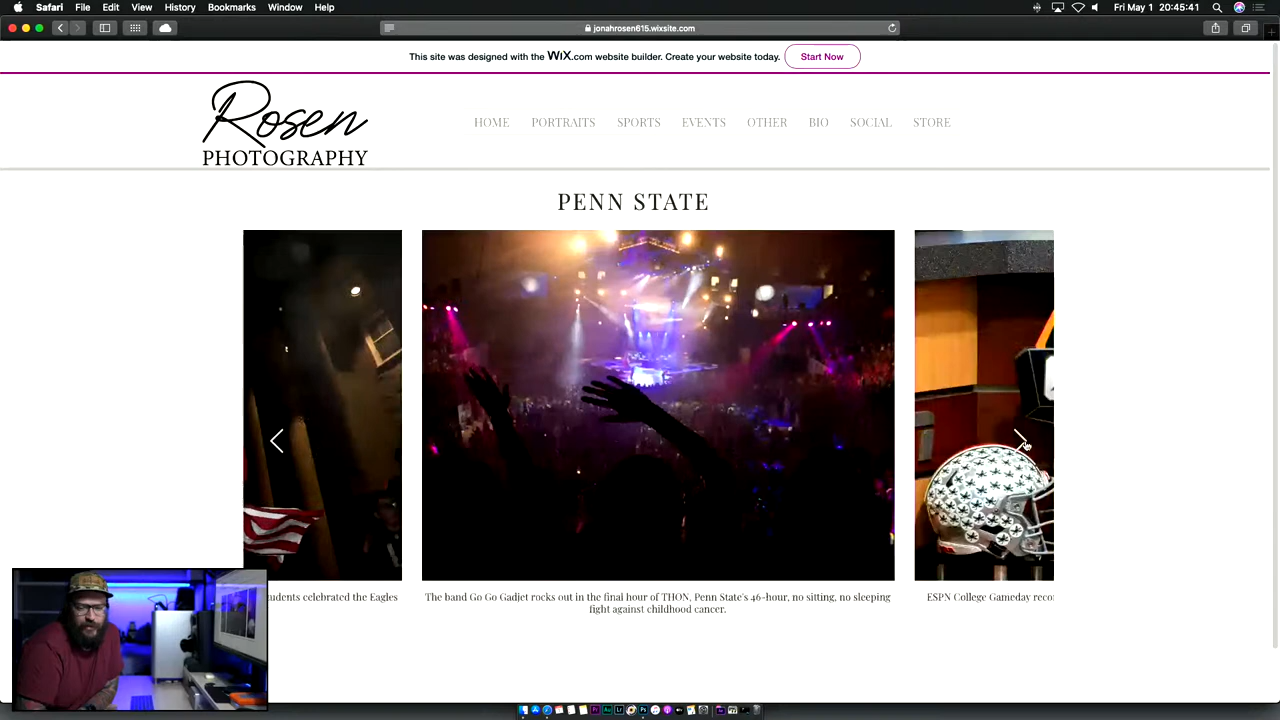 Safari File Edit View History Bookmarks Window Help
Fri May 1 20:45:41
jonahrosen615.wixsite.com
This site was designed with the WiX.com website builder. Create your website today. Start Now
Rosen
PHOTOGRAPHY
HOME PORTRAITS SPORTS EVENTS OTHER BIO SOCIAL STORE
PENN STATE
udents celebrated the Eagles
The band Go Go Gadjet rocks out in the final hour of THON, Penn State's 46-hour, no sitting, no sleeping
fight against childhood cancer.
ESPN College Gameday recor